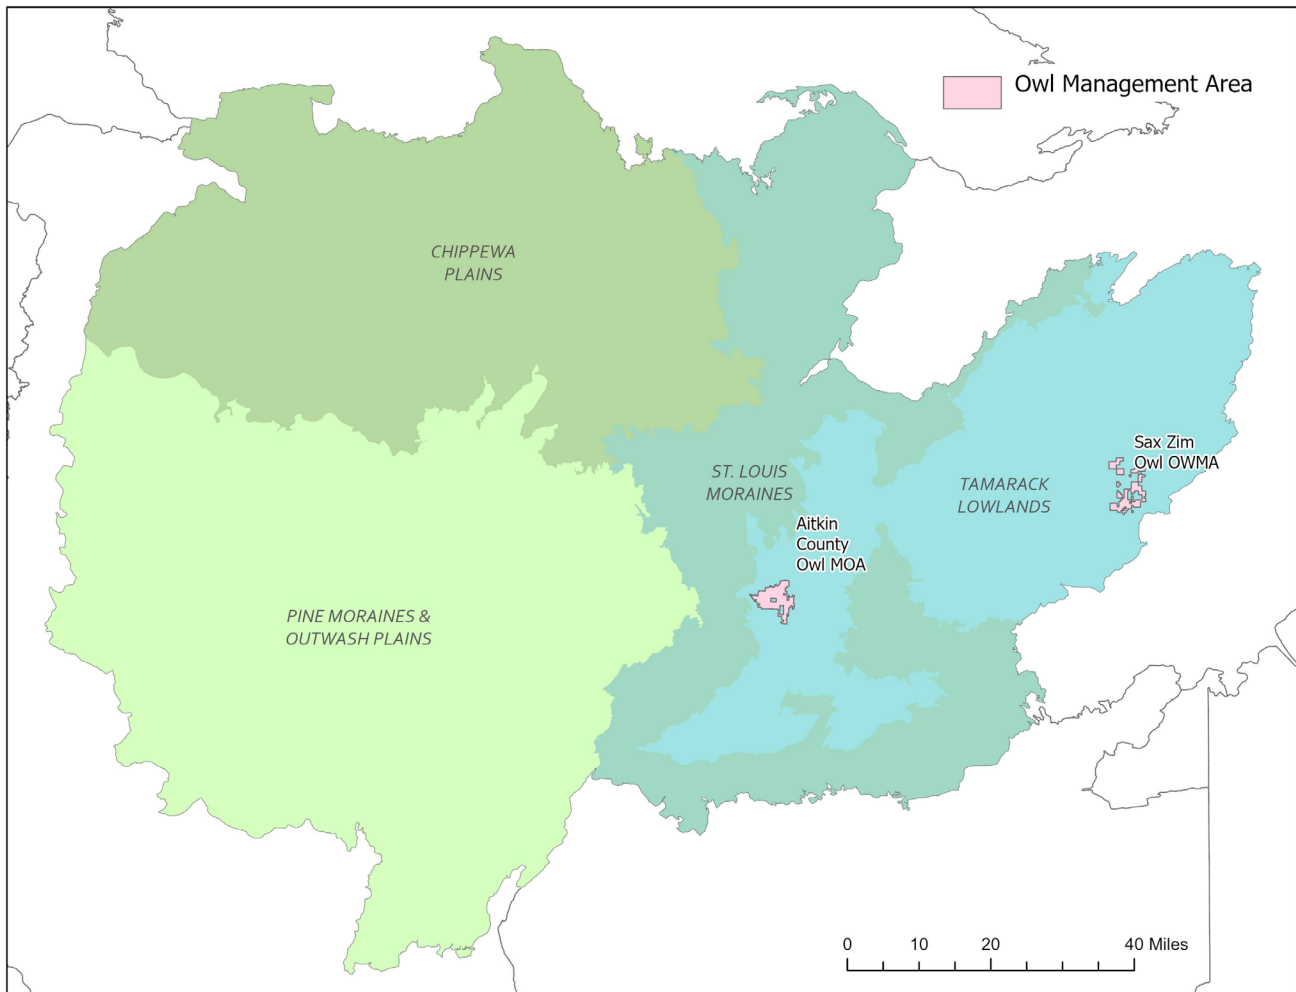 Owl Management Area
CHIPPEWA
PLAINS
Sax Zim
Owl OWMA
ST. LOUIS
MORAINES
TAMARACK
LOWLANDS
Aitkin
County
Owl MOA
PINE MORAINES &
OUTWASH PLAINS
0 10 20 40 Miles